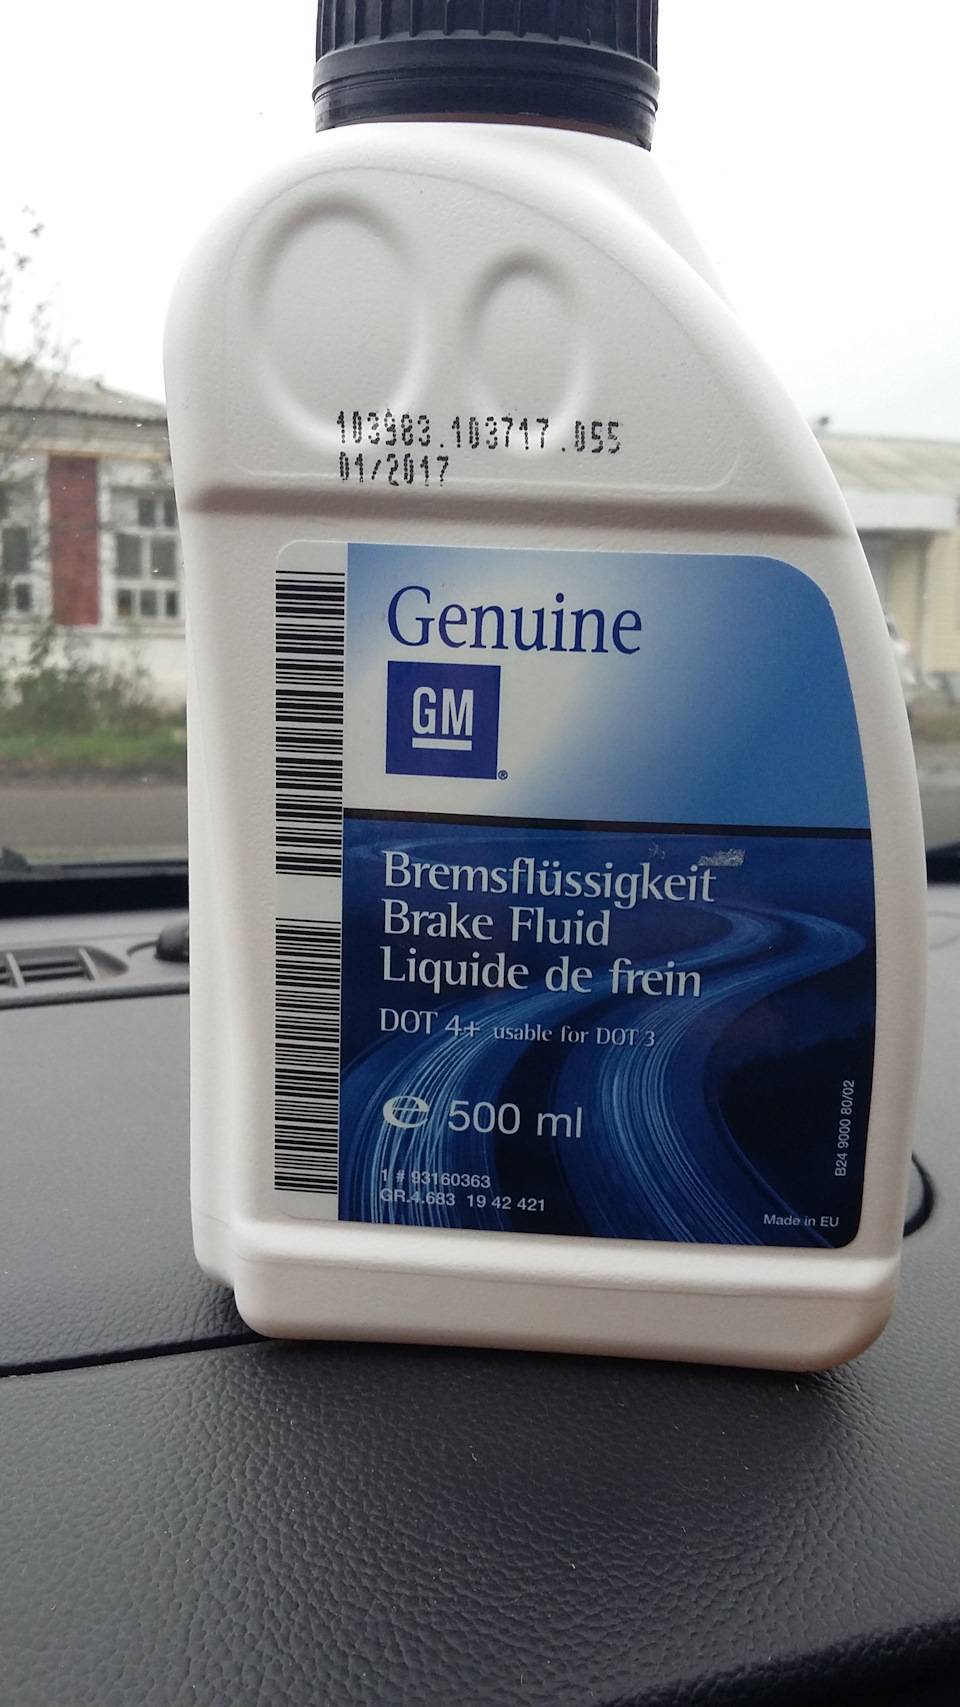 103983.103717.055
01/2017
Genuine
GM®
Bremsflüssigkeit
Brake Fluid
Liquide de frein
DOT 4+ usable for DOT 3
e 500 ml
1 # 93160363
GR.4.683 19 42 421
B24 9000 80/02
Made in EU